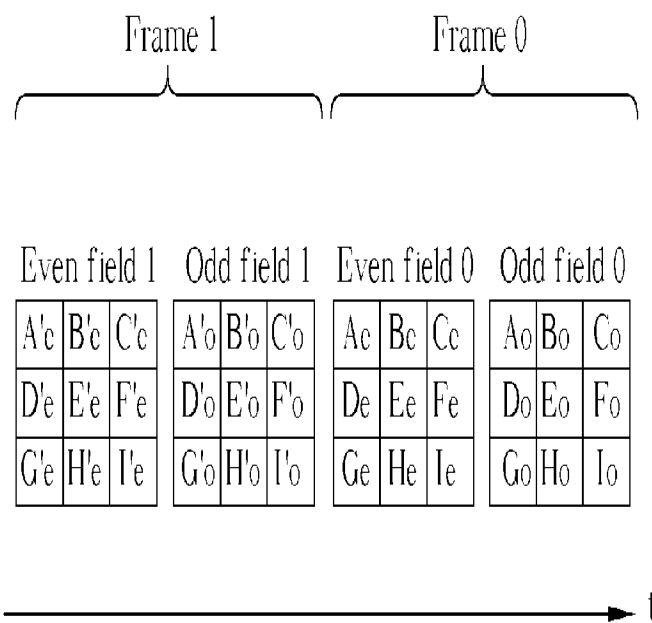 Frame 1 Frame 0
Even field 1 Odd field 1 Even field 0 Odd field 0
A'e B'e C'e A'o B'o C'o Ae Be Ce Ao Bo Co
D'e E'e F'e D'o E'o F'o De Ee Fe Do Eo Fo
G'e H'e I'e G'o H'o I'o Ge He Ie Go Ho Io
t